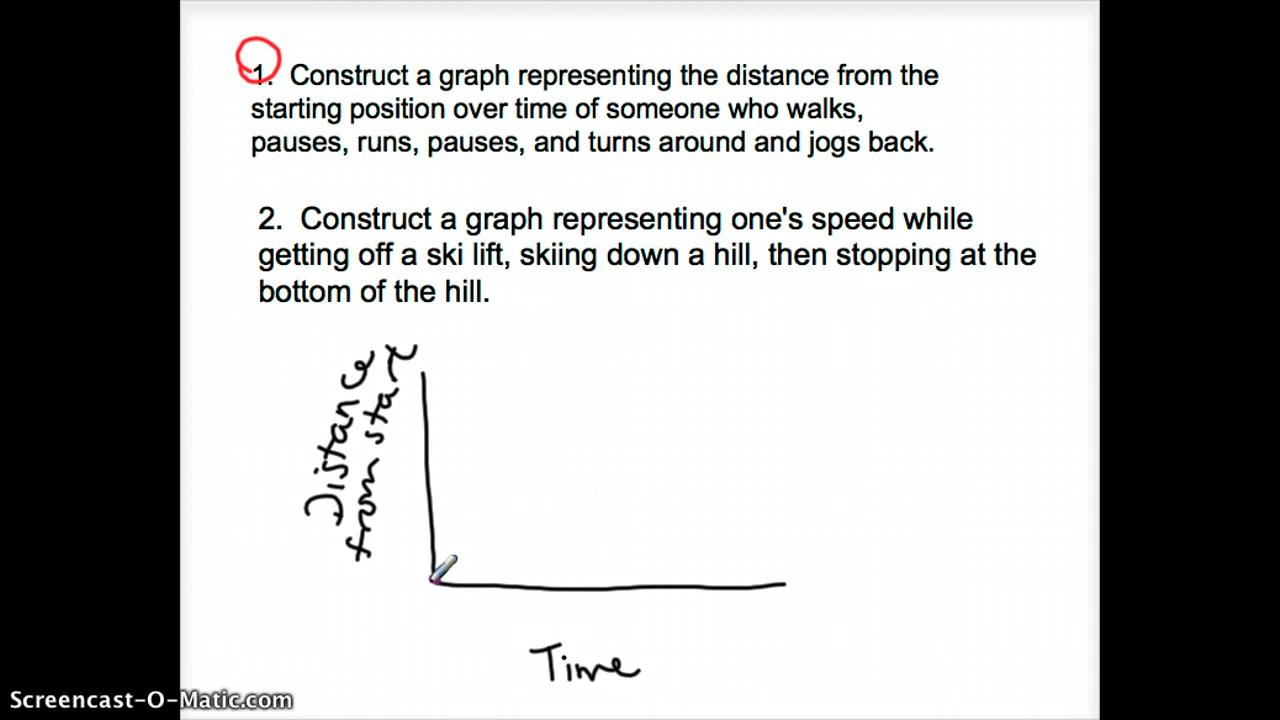 1. Construct a graph representing the distance from the
starting position over time of someone who walks,
pauses, runs, pauses, and turns around and jogs back.
2. Construct a graph representing one's speed while
getting off a ski lift, skiing down a hill, then stopping at the
bottom of the hill.
Distance
from start
Time
Screencast-O-Matic.com